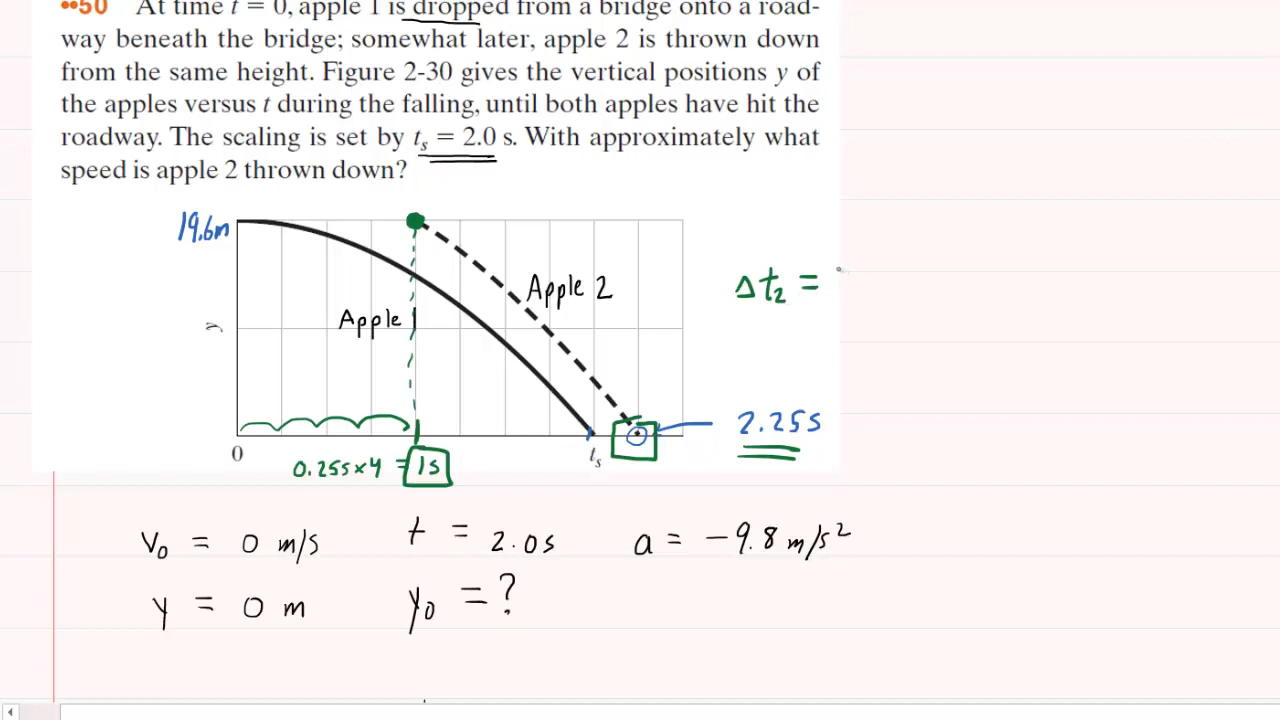 ••50 At time t = 0, apple 1 is dropped from a bridge onto a road-
way beneath the bridge; somewhat later, apple 2 is thrown down
from the same height. Figure 2-30 gives the vertical positions y of
the apples versus t during the falling, until both apples have hit the
roadway. The scaling is set by tₛ = 2.0 s. With approximately what
speed is apple 2 thrown down?
19.6m
Apple 2
Δt₂ =
Apple 1
y
2.25s
0
tₛ
0.25s×4 = 1s
v₀ = 0 m/s
t = 2.0s
a = -9.8 m/s²
y = 0 m
y₀ = ?